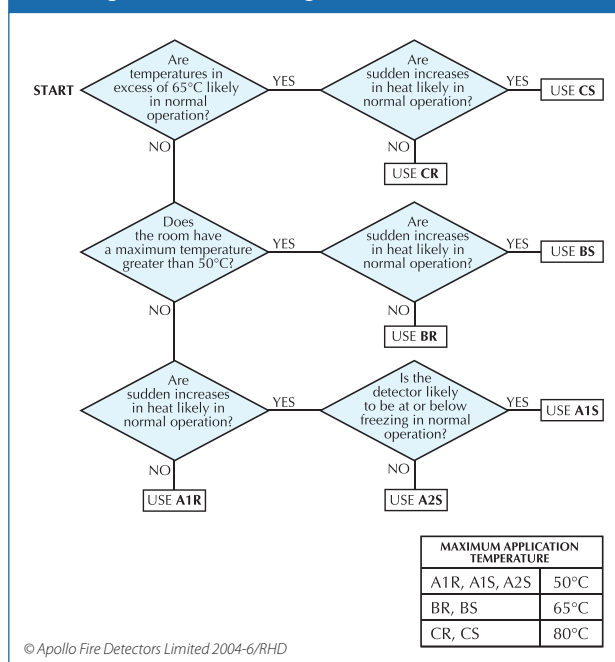 START
Are
temperatures in
excess of 65°C likely
in normal
operation?
YES
Are
sudden increases
in heat likely in
normal operation?
YES
USE CS
NO
NO
USE CR
Does
the room have
a maximum temperature
greater than 50°C?
YES
Are
sudden increases
in heat likely in
normal operation?
YES
USE BS
NO
NO
USE BR
Are
sudden increases
in heat likely in
normal operation?
YES
Is the
detector likely
to be at or below
freezing in normal
operation?
YES
USE A1S
NO
USE A1R
NO
USE A2S
MAXIMUM APPLICATION
TEMPERATURE
A1R, A1S, A2S 50°C
BR, BS 65°C
CR, CS 80°C
© Apollo Fire Detectors Limited 2004-6/RHD